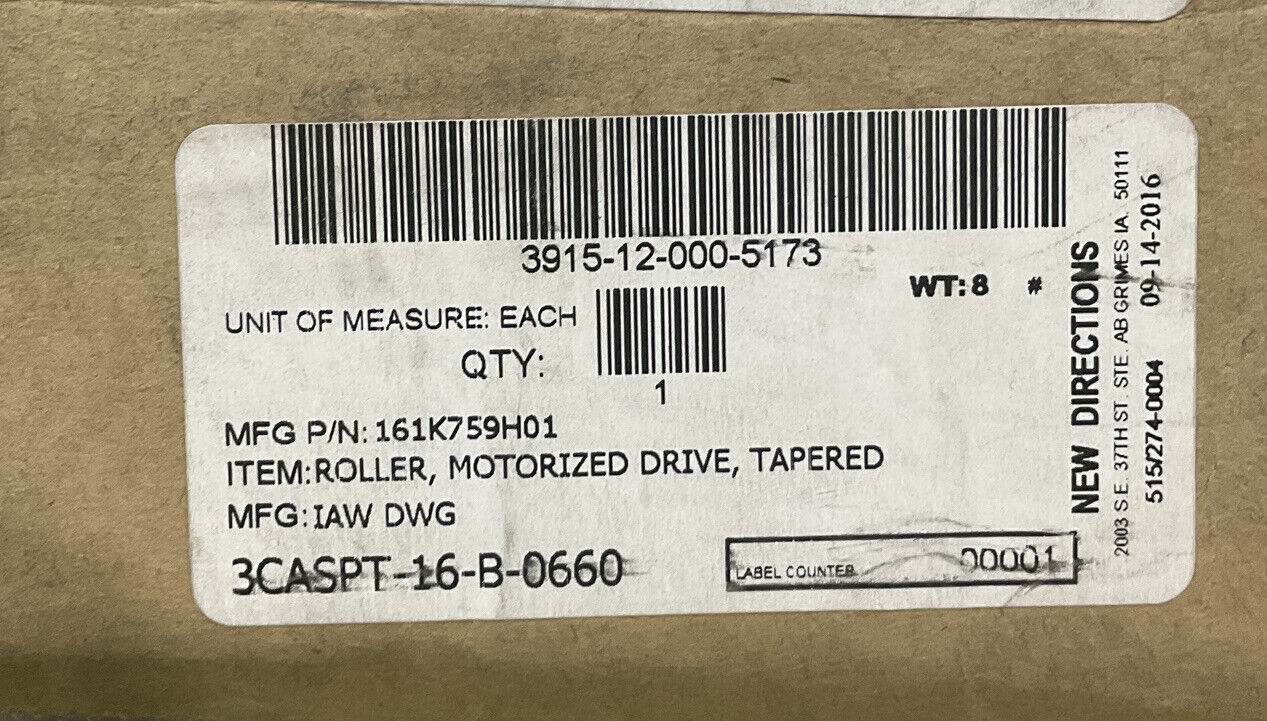 3915-12-000-5173
WT:8 #
UNIT OF MEASURE: EACH
QTY:
1
MFG P/N: 161K759H01
ITEM:ROLLER, MOTORIZED DRIVE, TAPERED
MFG:IAW DWG
3CASPT-16-B-0660
LABEL COUNTER 00001
NEW DIRECTIONS
2003 S.E. 37TH ST. STE. AB GRIMES IA. 50111
515/274-0004 09-14-2016